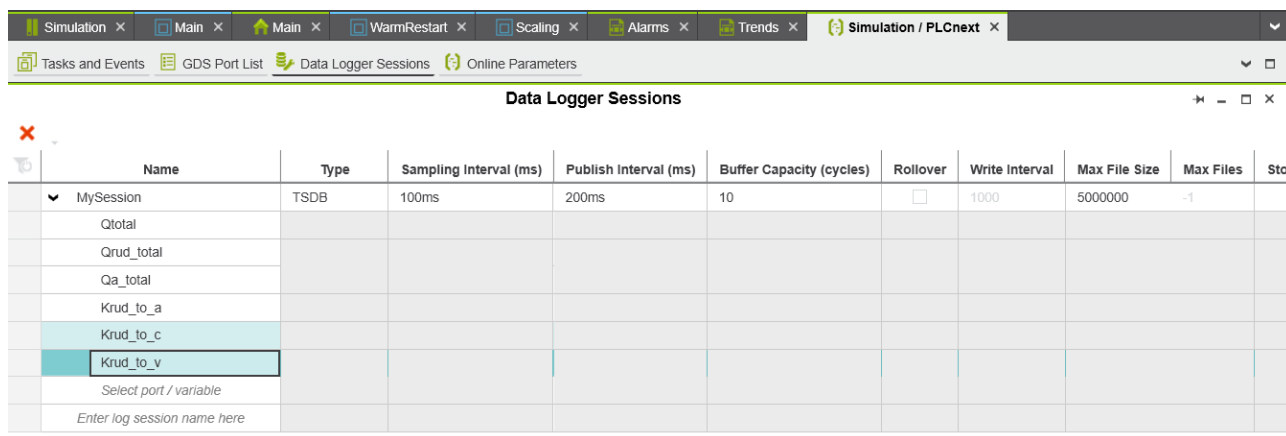 Simulation × Main × Main × WarmRestart × Scaling × Alarms × Trends × Simulation / PLCnext ×
Tasks and Events GDS Port List Data Logger Sessions Online Parameters
Data Logger Sessions
Name Type Sampling Interval (ms) Publish Interval (ms) Buffer Capacity (cycles) Rollover Write Interval Max File Size Max Files Sto
MySession TSDB 100ms 200ms 10 1000 5000000 -1
Qtotal
Qrud_total
Qa_total
Krud_to_a
Krud_to_c
Krud_to_v
Select port / variable
Enter log session name here